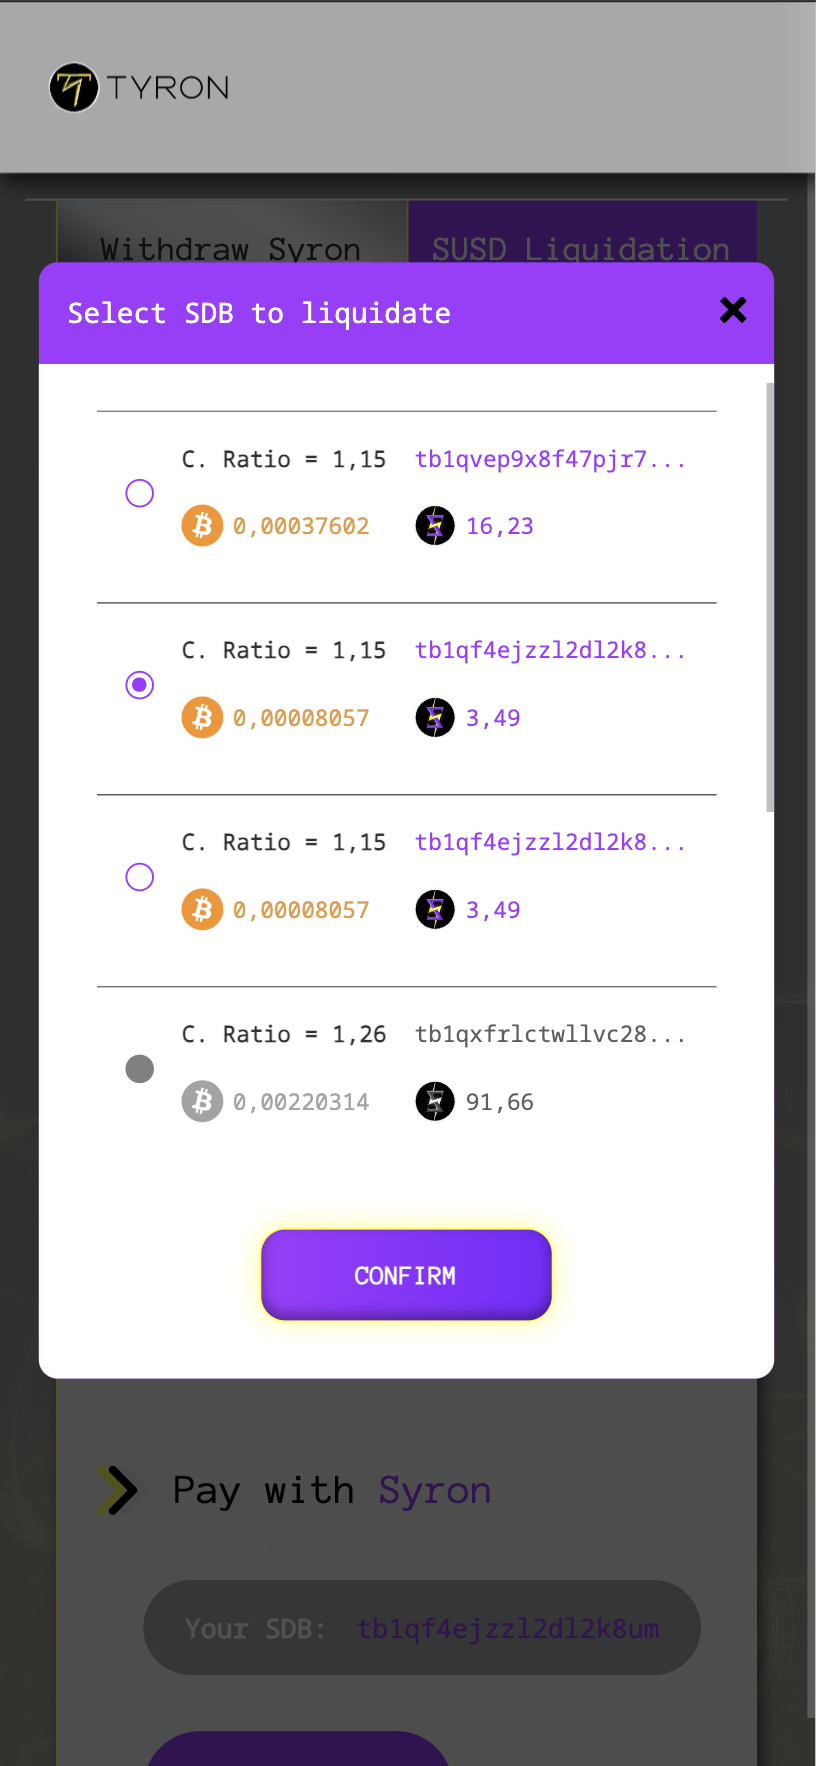 TYRON
Withdraw Syron
SUSD Liquidation
Select SDB to liquidate
C. Ratio = 1,15 tb1qvep9x8f47pjr7...
0,00037602 16,23
C. Ratio = 1,15 tb1qf4ejzzl2dl2k8...
0,00008057 3,49
C. Ratio = 1,15 tb1qf4ejzzl2dl2k8...
0,00008057 3,49
C. Ratio = 1,26 tb1qxfrlctwllvc28...
0,00220314 91,66
CONFIRM
Pay with Syron
Your SDB: tb1qf4ejzzl2dl2k8um